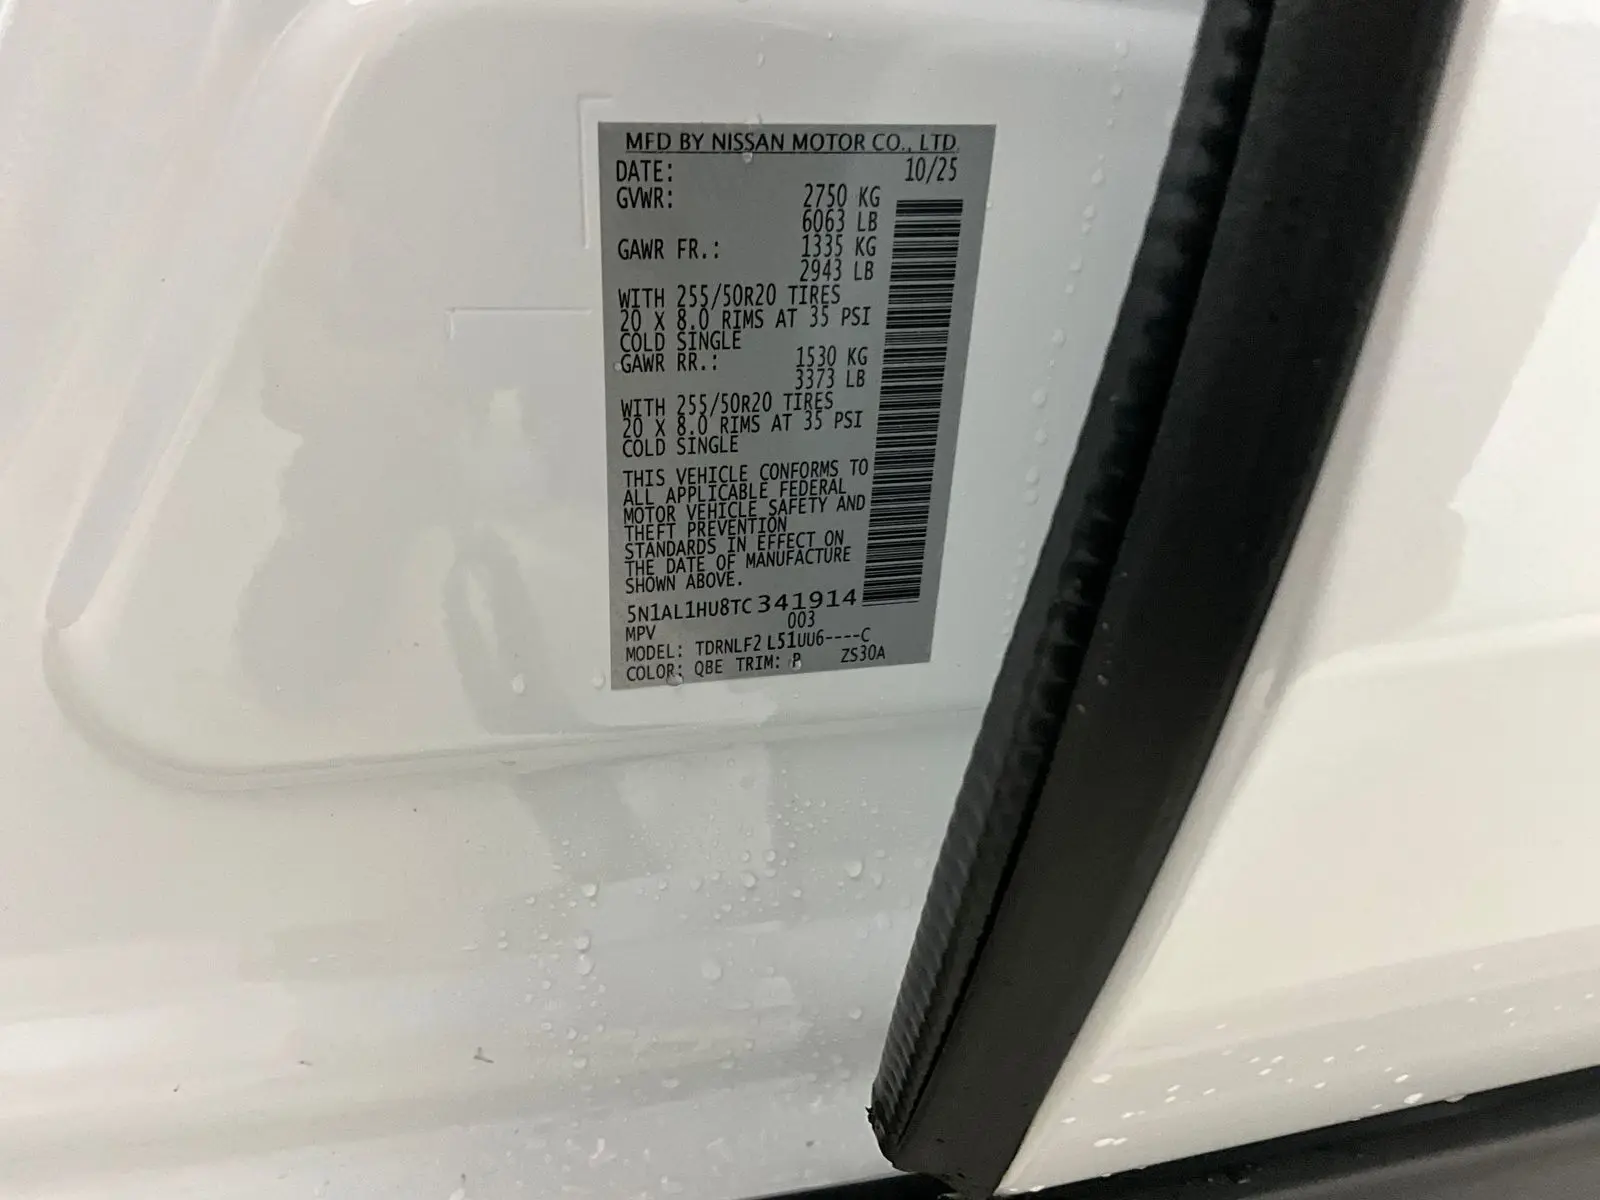 MFD BY NISSAN MOTOR CO., LTD.
DATE: 10/25
GVWR: 2750 KG
6063 LB
GAWR FR.: 1335 KG
2943 LB
WITH 255/50R20 TIRES
20 X 8.0 RIMS AT 35 PSI
COLD SINGLE
GAWR RR.: 1530 KG
3373 LB
WITH 255/50R20 TIRES
20 X 8.0 RIMS AT 35 PSI
COLD SINGLE
THIS VEHICLE CONFORMS TO
ALL APPLICABLE FEDERAL
MOTOR VEHICLE SAFETY AND
THEFT PREVENTION
STANDARDS IN EFFECT ON
THE DATE OF MANUFACTURE
SHOWN ABOVE.
5N1AL1HU8TC341914
MPV 003
MODEL: TDRNLF2 L51UU6----C
COLOR: QBE TRIM: P ZS30A